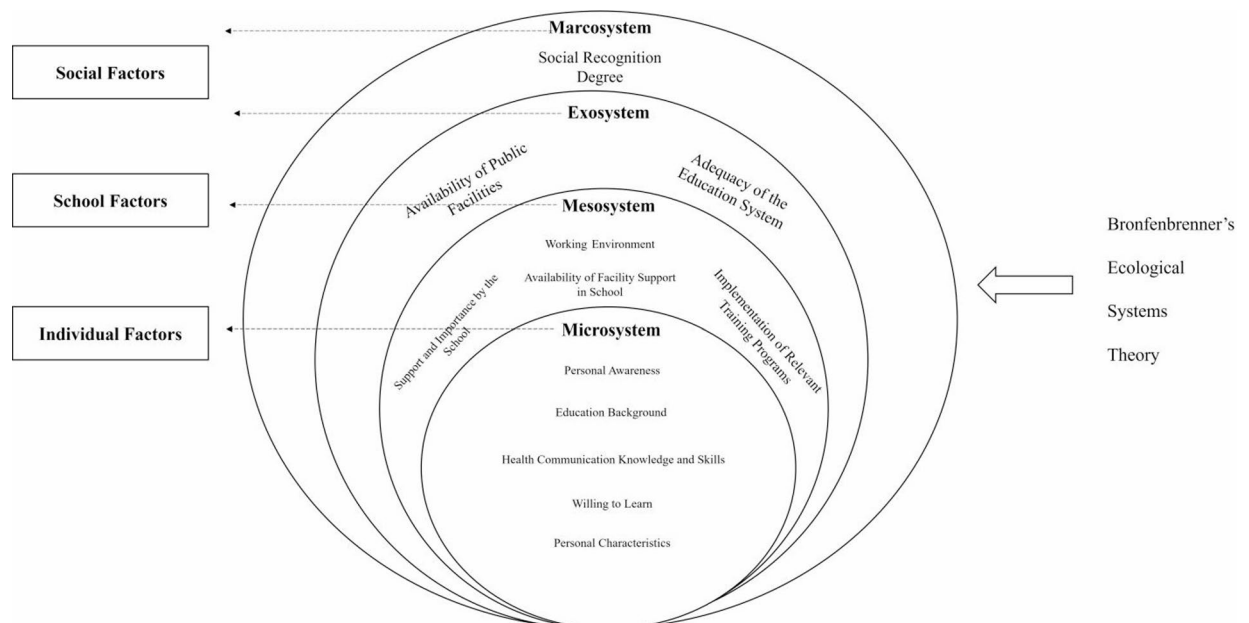 Marcosystem
Social Recognition
Degree
Social Factors
Exosystem
Availability of Public
Facilities
Adequacy of the
Education System
School Factors
Mesosystem
Working Environment
Availability of Facility Support
in School
Support and Importance by the
School
Implementation of Relevant
Training Programs
Individual Factors
Microsystem
Personal Awareness
Education Background
Health Communication Knowledge and Skills
Willing to Learn
Personal Characteristics
Bronfenbrenner’s
Ecological
Systems
Theory